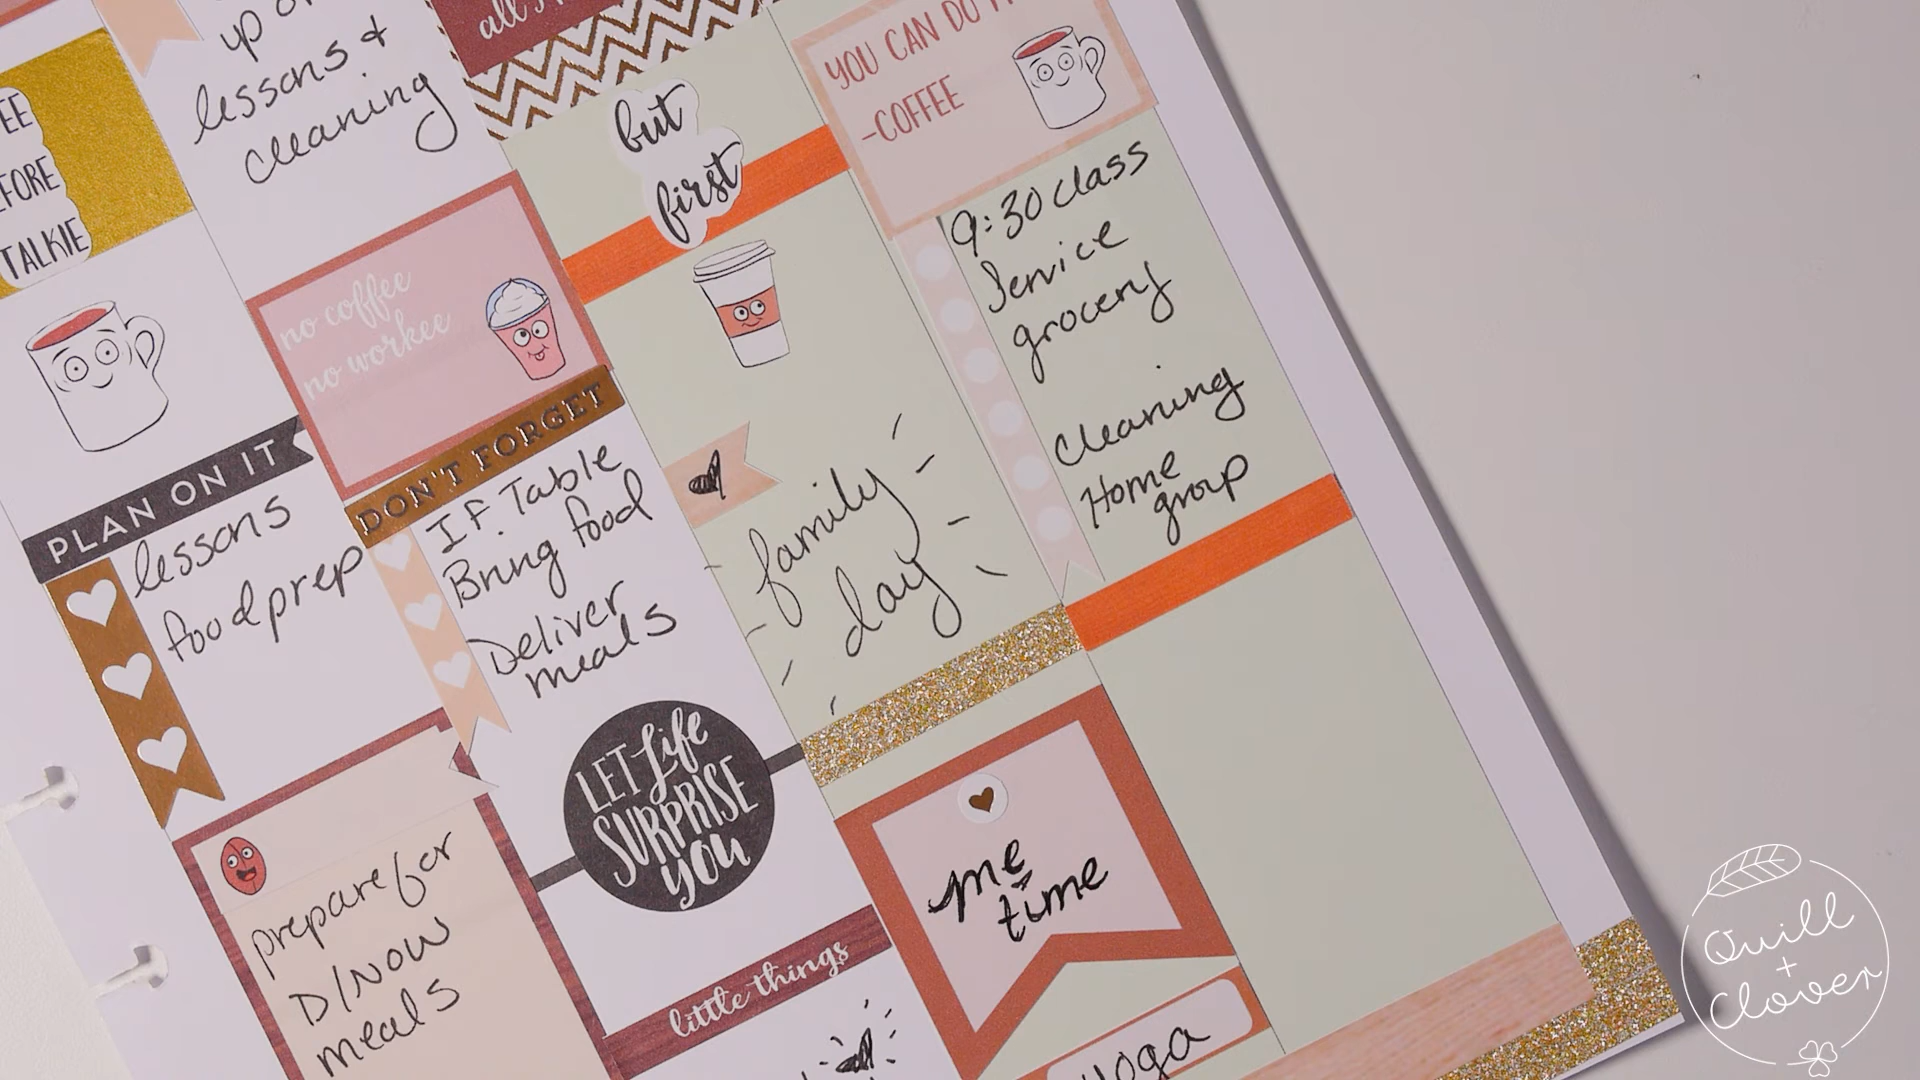 up
lessons &
cleaning
EE
FORE
TALKIE
PLAN ON IT
lessons
food prep
prepare for
D/NOW
meals
all
no coffee
no workee
DON'T FORGET
I.F. Table
Bring food
Deliver
meals
LET life
SURPRISE
you
little things
but
first
family
day
me
time
yoga
YOU CAN DO
-COFFEE
9:30 class
Service
grocery
Cleaning
Home
group
Quill
+
Clover